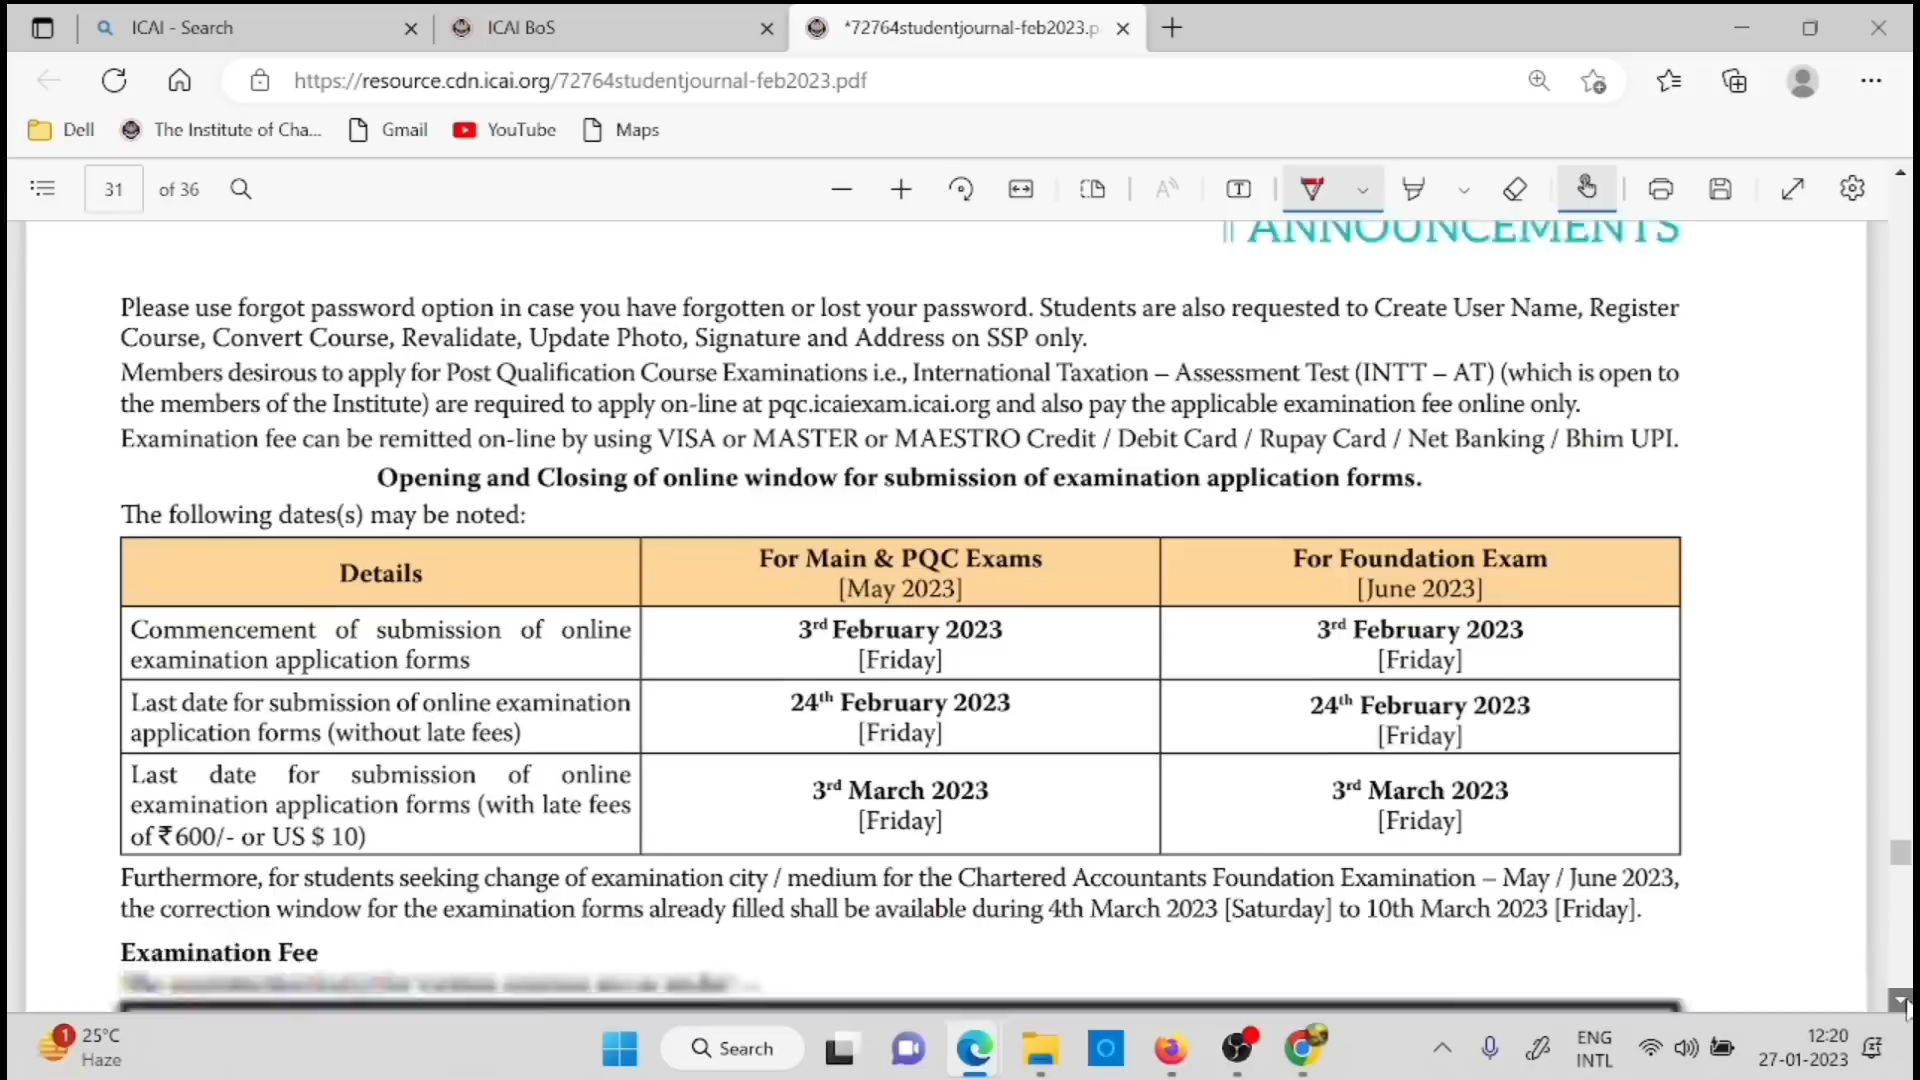 ICAI - Search
ICAI BoS
*72764studentjournal-feb2023.p
https://resource.cdn.icai.org/72764studentjournal-feb2023.pdf
Dell
The Institute of Cha...
Gmail
YouTube
Maps
31 of 36
ANNOUNCEMENTS
Please use forgot password option in case you have forgotten or lost your password. Students are also requested to Create User Name, Register
Course, Convert Course, Revalidate, Update Photo, Signature and Address on SSP only.
Members desirous to apply for Post Qualification Course Examinations i.e., International Taxation – Assessment Test (INTT – AT) (which is open to
the members of the Institute) are required to apply on-line at pqc.icaiexam.icai.org and also pay the applicable examination fee online only.
Examination fee can be remitted on-line by using VISA or MASTER or MAESTRO Credit / Debit Card / Rupay Card / Net Banking / Bhim UPI.
Opening and Closing of online window for submission of examination application forms.
The following dates(s) may be noted:
Details
For Main & PQC Exams
[May 2023]
For Foundation Exam
[June 2023]
Commencement of submission of online
examination application forms
3rd February 2023
[Friday]
3rd February 2023
[Friday]
Last date for submission of online examination
application forms (without late fees)
24th February 2023
[Friday]
24th February 2023
[Friday]
Last date for submission of online
examination application forms (with late fees
of ₹600/- or US $ 10)
3rd March 2023
[Friday]
3rd March 2023
[Friday]
Furthermore, for students seeking change of examination city / medium for the Chartered Accountants Foundation Examination – May / June 2023,
the correction window for the examination forms already filled shall be available during 4th March 2023 [Saturday] to 10th March 2023 [Friday].
Examination Fee
1
25°C
Haze
Search
ENG
INTL
12:20
27-01-2023